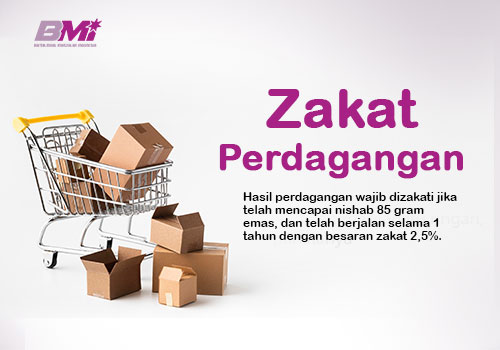 BMi
Zakat
Perdagangan
Hasil perdagangan wajib dizakati jika
telah mencapai nishab 85 gram
emas, dan telah berjalan selama 1
tahun dengan besaran zakat 2,5%.